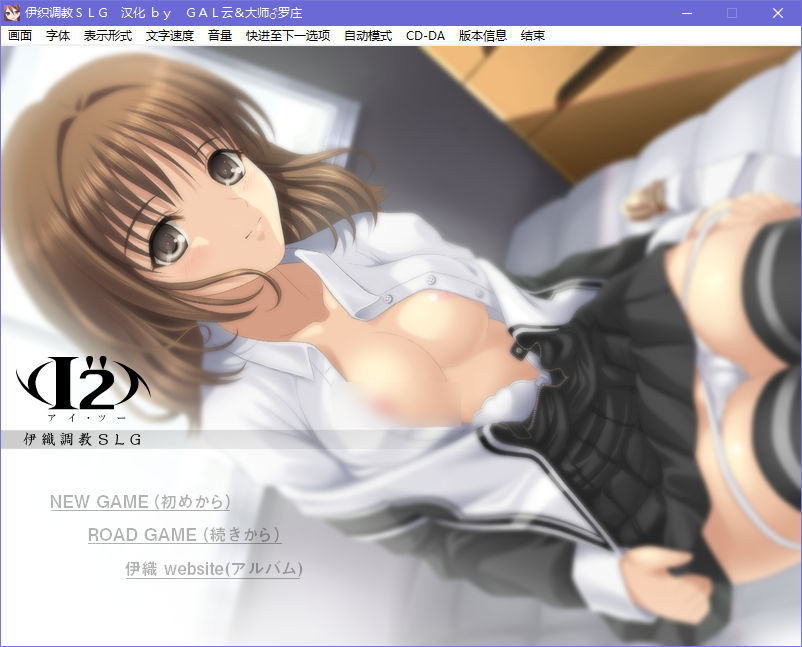 伊织调教ＳＬＧ　汉化ｂｙ　ＧＡＬ云＆大师♂罗庄
画面 字体 表示形式 文字速度 音量 快进至下一选项 自动模式 CD-DA 版本信息 结束
I2
アイ・ツー
伊織調教ＳＬＧ
NEW GAME（初めから）
ROAD GAME（続きから）
伊織 website(アルバム)